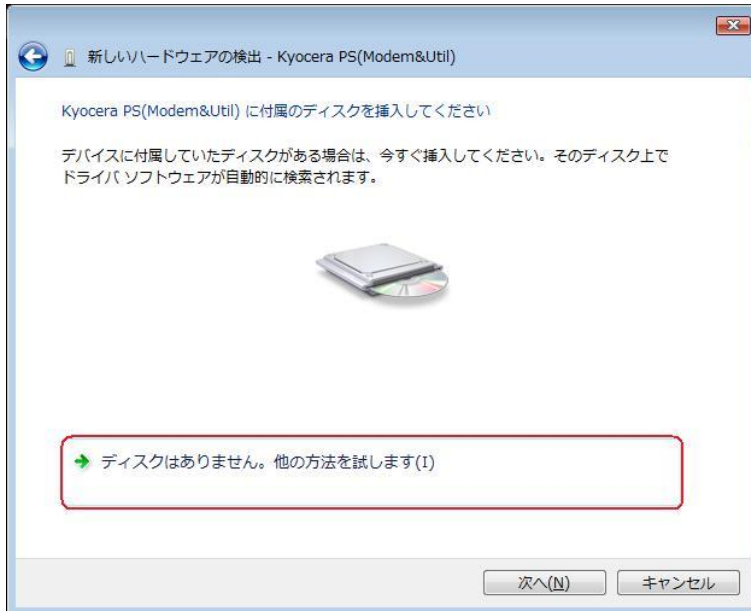 新しいハードウェアの検出 - Kyocera PS(Modem&Util)
Kyocera PS(Modem&Util) に付属のディスクを挿入してください
デバイスに付属していたディスクがある場合は、今すぐ挿入してください。そのディスク上で
ドライバ ソフトウェアが自動的に検索されます。
ディスクはありません。他の方法を試します(I)
次へ(N)
キャンセル